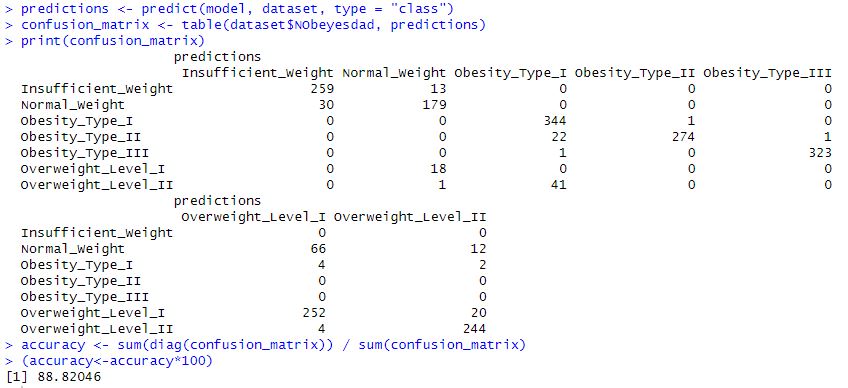 > predictions <- predict(model, dataset, type = "class")
> confusion_matrix <- table(dataset$NObeyesdad, predictions)
> print(confusion_matrix)
                     predictions
                      Insufficient_Weight Normal_Weight Obesity_Type_I Obesity_Type_II Obesity_Type_III
  Insufficient_Weight                 259            13              0               0                0
  Normal_Weight                        30           179              0               0                0
  Obesity_Type_I                        0             0            344               1                0
  Obesity_Type_II                       0             0             22             274                1
  Obesity_Type_III                      0             0              1               0              323
  Overweight_Level_I                    0            18              0               0                0
  Overweight_Level_II                   0             1             41               0                0
                     predictions
                      Overweight_Level_I Overweight_Level_II
  Insufficient_Weight                  0                   0
  Normal_Weight                       66                  12
  Obesity_Type_I                       4                   2
  Obesity_Type_II                      0                   0
  Obesity_Type_III                     0                   0
  Overweight_Level_I                 252                  20
  Overweight_Level_II                  4                 244
> accuracy <- sum(diag(confusion_matrix)) / sum(confusion_matrix)
> (accuracy<-accuracy*100)
[1] 88.82046